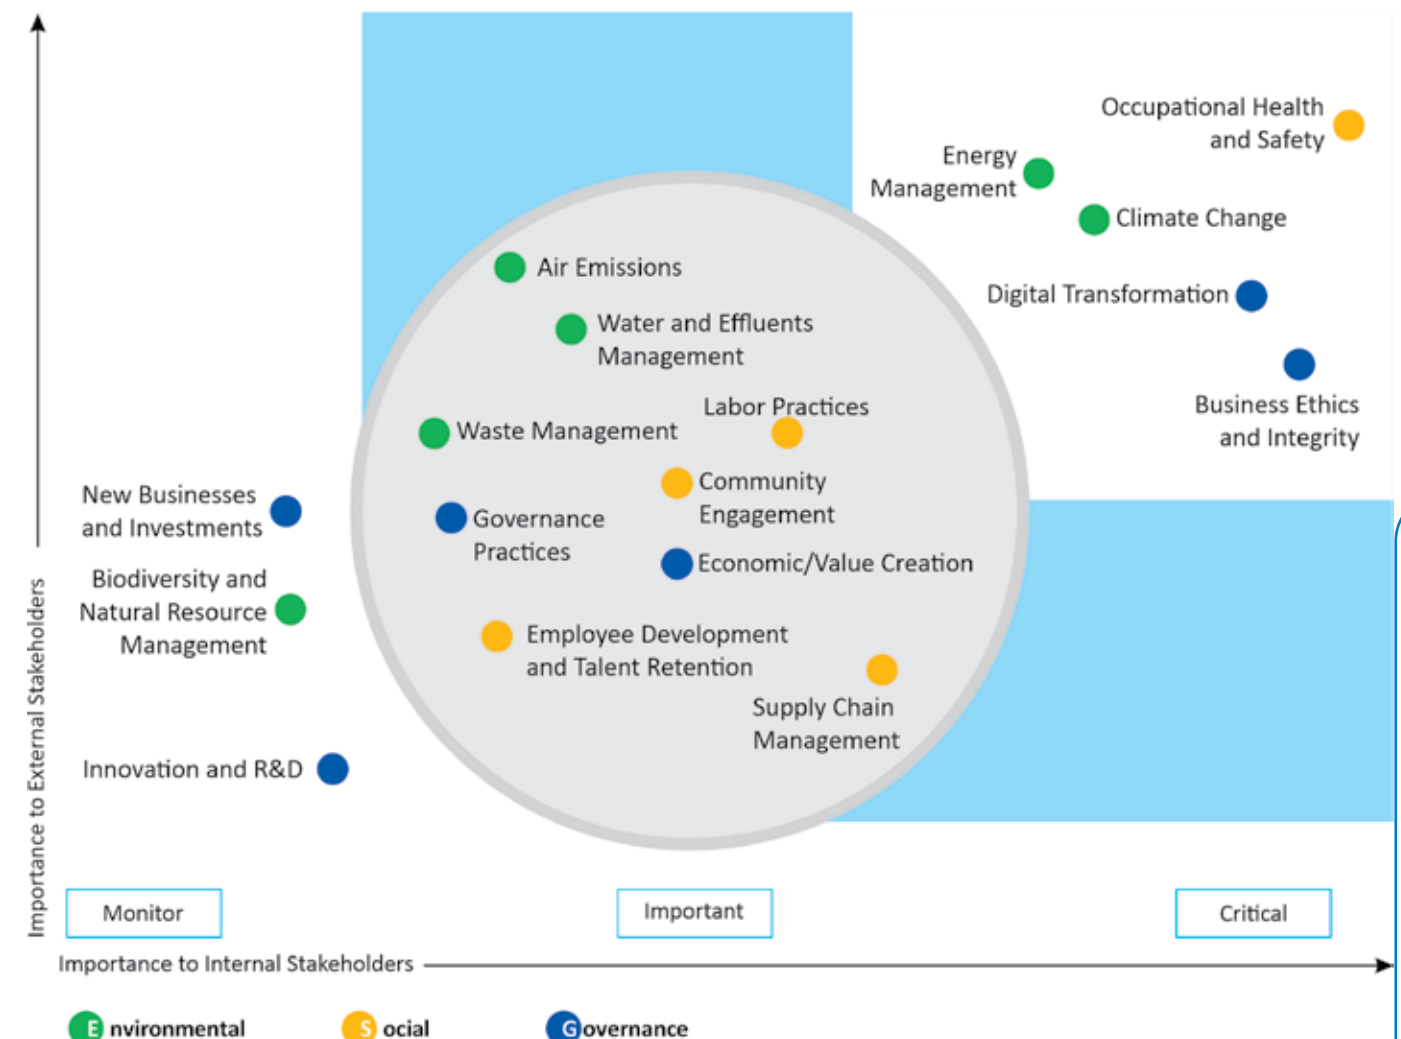 Occupational Health
and Safety
Energy
Management
Climate Change
Air Emissions
Digital Transformation
Water and Effluents
Management
Labor Practices
Business Ethics
and Integrity
Waste Management
Community
Engagement
New Businesses
and Investments
Governance
Practices
Economic/Value Creation
Biodiversity and
Natural Resource
Management
Employee Development
and Talent Retention
Supply Chain
Management
Innovation and R&D
Importance to External Stakeholders
Monitor
Important
Critical
Importance to Internal Stakeholders
Environmental
Social
Governance